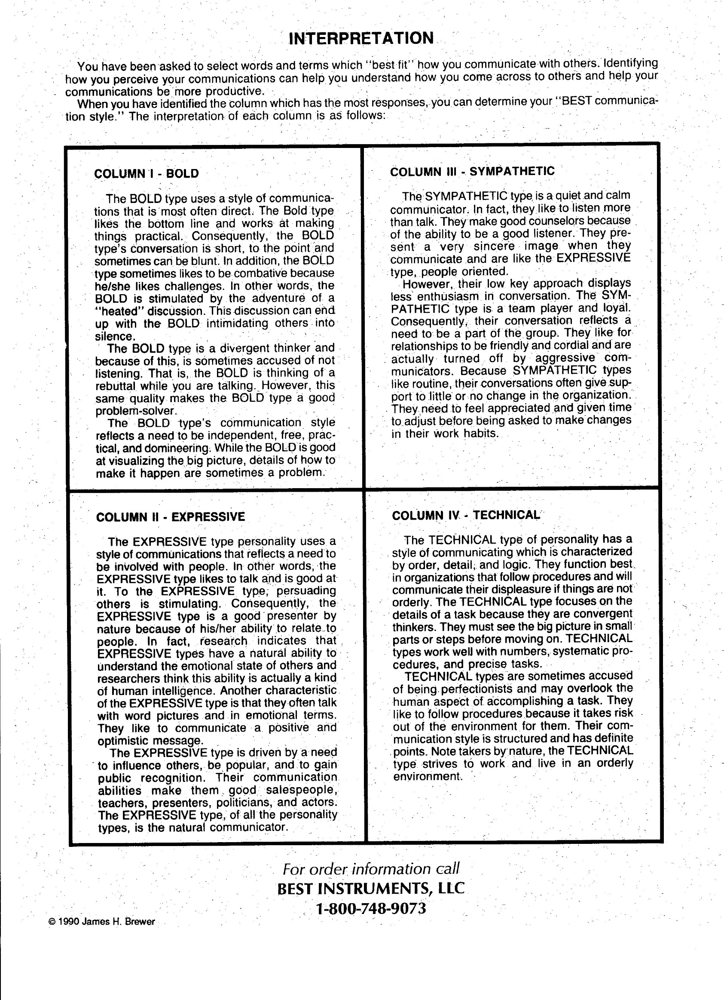 INTERPRETATION
You have been asked to select words and terms which "best fit" how you communicate with others. Identifying
how you perceive your communications can help you understand how you come across to others and help your
communications be more productive.
When you have identified the column which has the most responses, you can determine your "BEST communica-
tion style." The interpretation of each column is as follows:
COLUMN I - BOLD
The BOLD type uses a style of communica-
tions that is most often direct. The Bold type
likes the bottom line and works at making
things practical. Consequently, the BOLD
type's conversation is short, to the point and
sometimes can be blunt. In addition, the BOLD
type sometimes likes to be combative because
he/she likes challenges. In other words, the
BOLD is stimulated by the adventure of a
"heated" discussion. This discussion can end
up with the BOLD intimidating others into
silence.
The BOLD type is a divergent thinker and
because of this, is sometimes accused of not
listening. That is, the BOLD is thinking of a
rebuttal while you are talking. However, this
same quality makes the BOLD type a good
problem-solver.
The BOLD type's communication style
reflects a need to be independent, free, prac-
tical, and domineering. While the BOLD is good
at visualizing the big picture, details of how to
make it happen are sometimes a problem.
COLUMN II - EXPRESSIVE
The EXPRESSIVE type personality uses a
style of communications that reflects a need to
be involved with people. In other words, the
EXPRESSIVE type likes to talk and is good at
it. To the EXPRESSIVE type, persuading
others is stimulating. Consequently, the
EXPRESSIVE type is a good presenter by
nature because of his/her ability to relate to
people. In fact, research indicates that
EXPRESSIVE types have a natural ability to
understand the emotional state of others and
researchers think this ability is actually a kind
of human intelligence. Another characteristic
of the EXPRESSIVE type is that they often talk
with word pictures and in emotional terms.
They like to communicate a positive and
optimistic message.
The EXPRESSIVE type is driven by a need
to influence others, be popular, and to gain
public recognition. Their communication
abilities make them good salespeople,
teachers, presenters, politicians, and actors.
The EXPRESSIVE type, of all the personality
types, is the natural communicator.
COLUMN III - SYMPATHETIC
The SYMPATHETIC type is a quiet and calm
communicator. In fact, they like to listen more
than talk. They make good counselors because
of the ability to be a good listener. They pre-
sent a very sincere image when they
communicate and are like the EXPRESSIVE
type, people oriented.
However, their low key approach displays
less enthusiasm in conversation. The SYM-
PATHETIC type is a team player and loyal.
Consequently, their conversation reflects a
need to be a part of the group. They like for
relationships to be friendly and cordial and are
actually turned off by aggressive com-
municators. Because SYMPATHETIC types
like routine, their conversations often give sup-
port to little or no change in the organization.
They need to feel appreciated and given time
to adjust before being asked to make changes
in their work habits.
COLUMN IV - TECHNICAL
The TECHNICAL type of personality has a
style of communicating which is characterized
by order, detail, and logic. They function best
in organizations that follow procedures and will
communicate their displeasure if things are not
orderly. The TECHNICAL type focuses on the
details of a task because they are convergent
thinkers. They must see the big picture in small
parts or steps before moving on. TECHNICAL
types work well with numbers, systematic pro-
cedures, and precise tasks.
TECHNICAL types are sometimes accused
of being perfectionists and may overlook the
human aspect of accomplishing a task. They
like to follow procedures because it takes risk
out of the environment for them. Their com-
munication style is structured and has definite
points. Note takers by nature, the TECHNICAL
type strives to work and live in an orderly
environment.
For order information call
BEST INSTRUMENTS, LLC
1-800-748-9073
© 1990 James H. Brewer